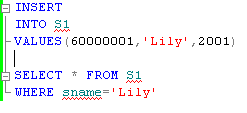 INSERT
INTO S1
VALUES(60000001,'Lily',2001)
SELECT * FROM S1
WHERE sname='Lily'